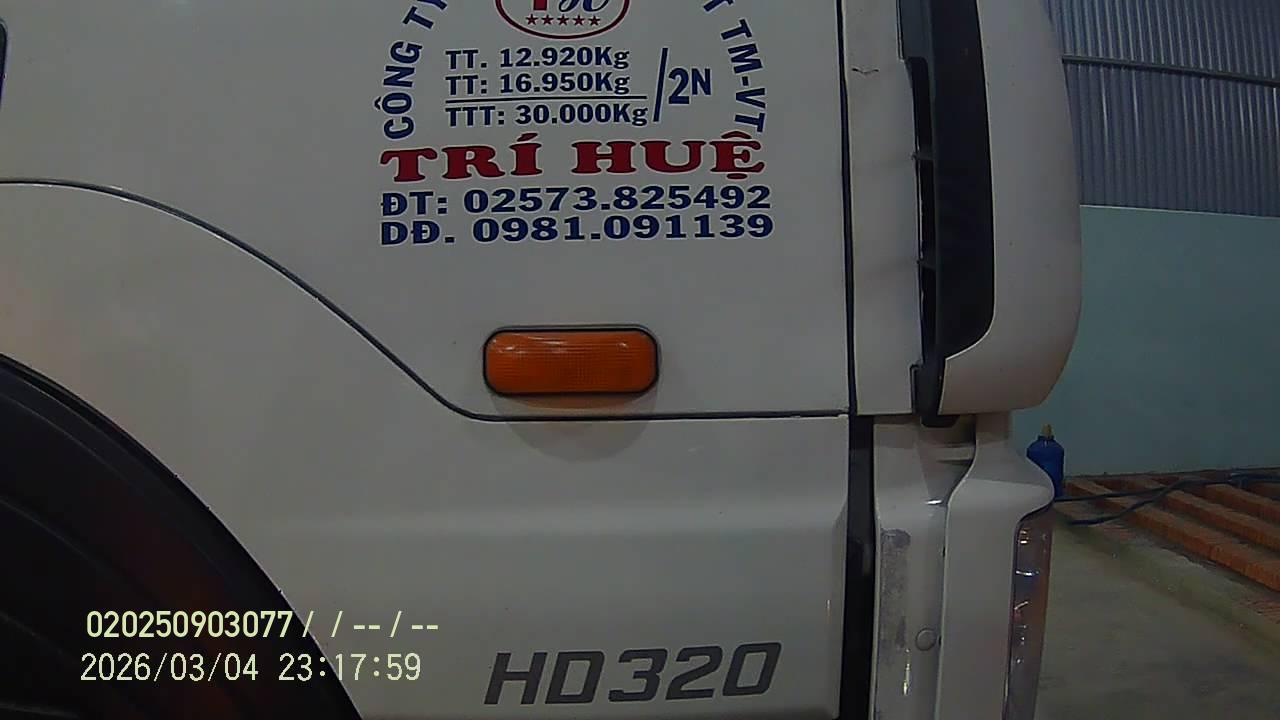 CÔNG TY
T TM-VT
★★★★★
TT. 12.920Kg
TT: 16.950Kg
TTT: 30.000Kg
/2N
TRÍ HUỆ
ĐT: 02573.825492
DĐ. 0981.091139
020250903077 / / -- / --
2026/03/04 23:17:59
HD320